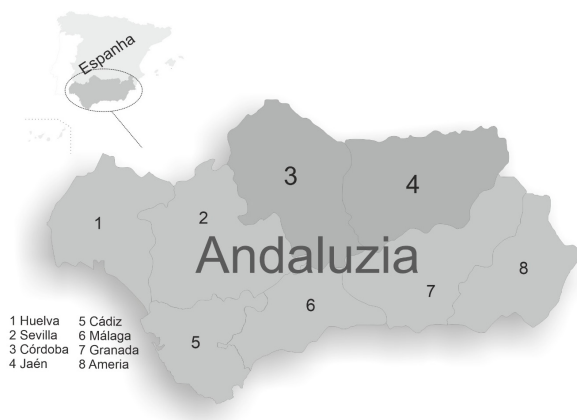 Espanha
3
4
1
2
Andaluzia
8
7
6
5
1 Huelva 5 Cádiz
2 Sevilla 6 Málaga
3 Córdoba 7 Granada
4 Jaén 8 Ameria